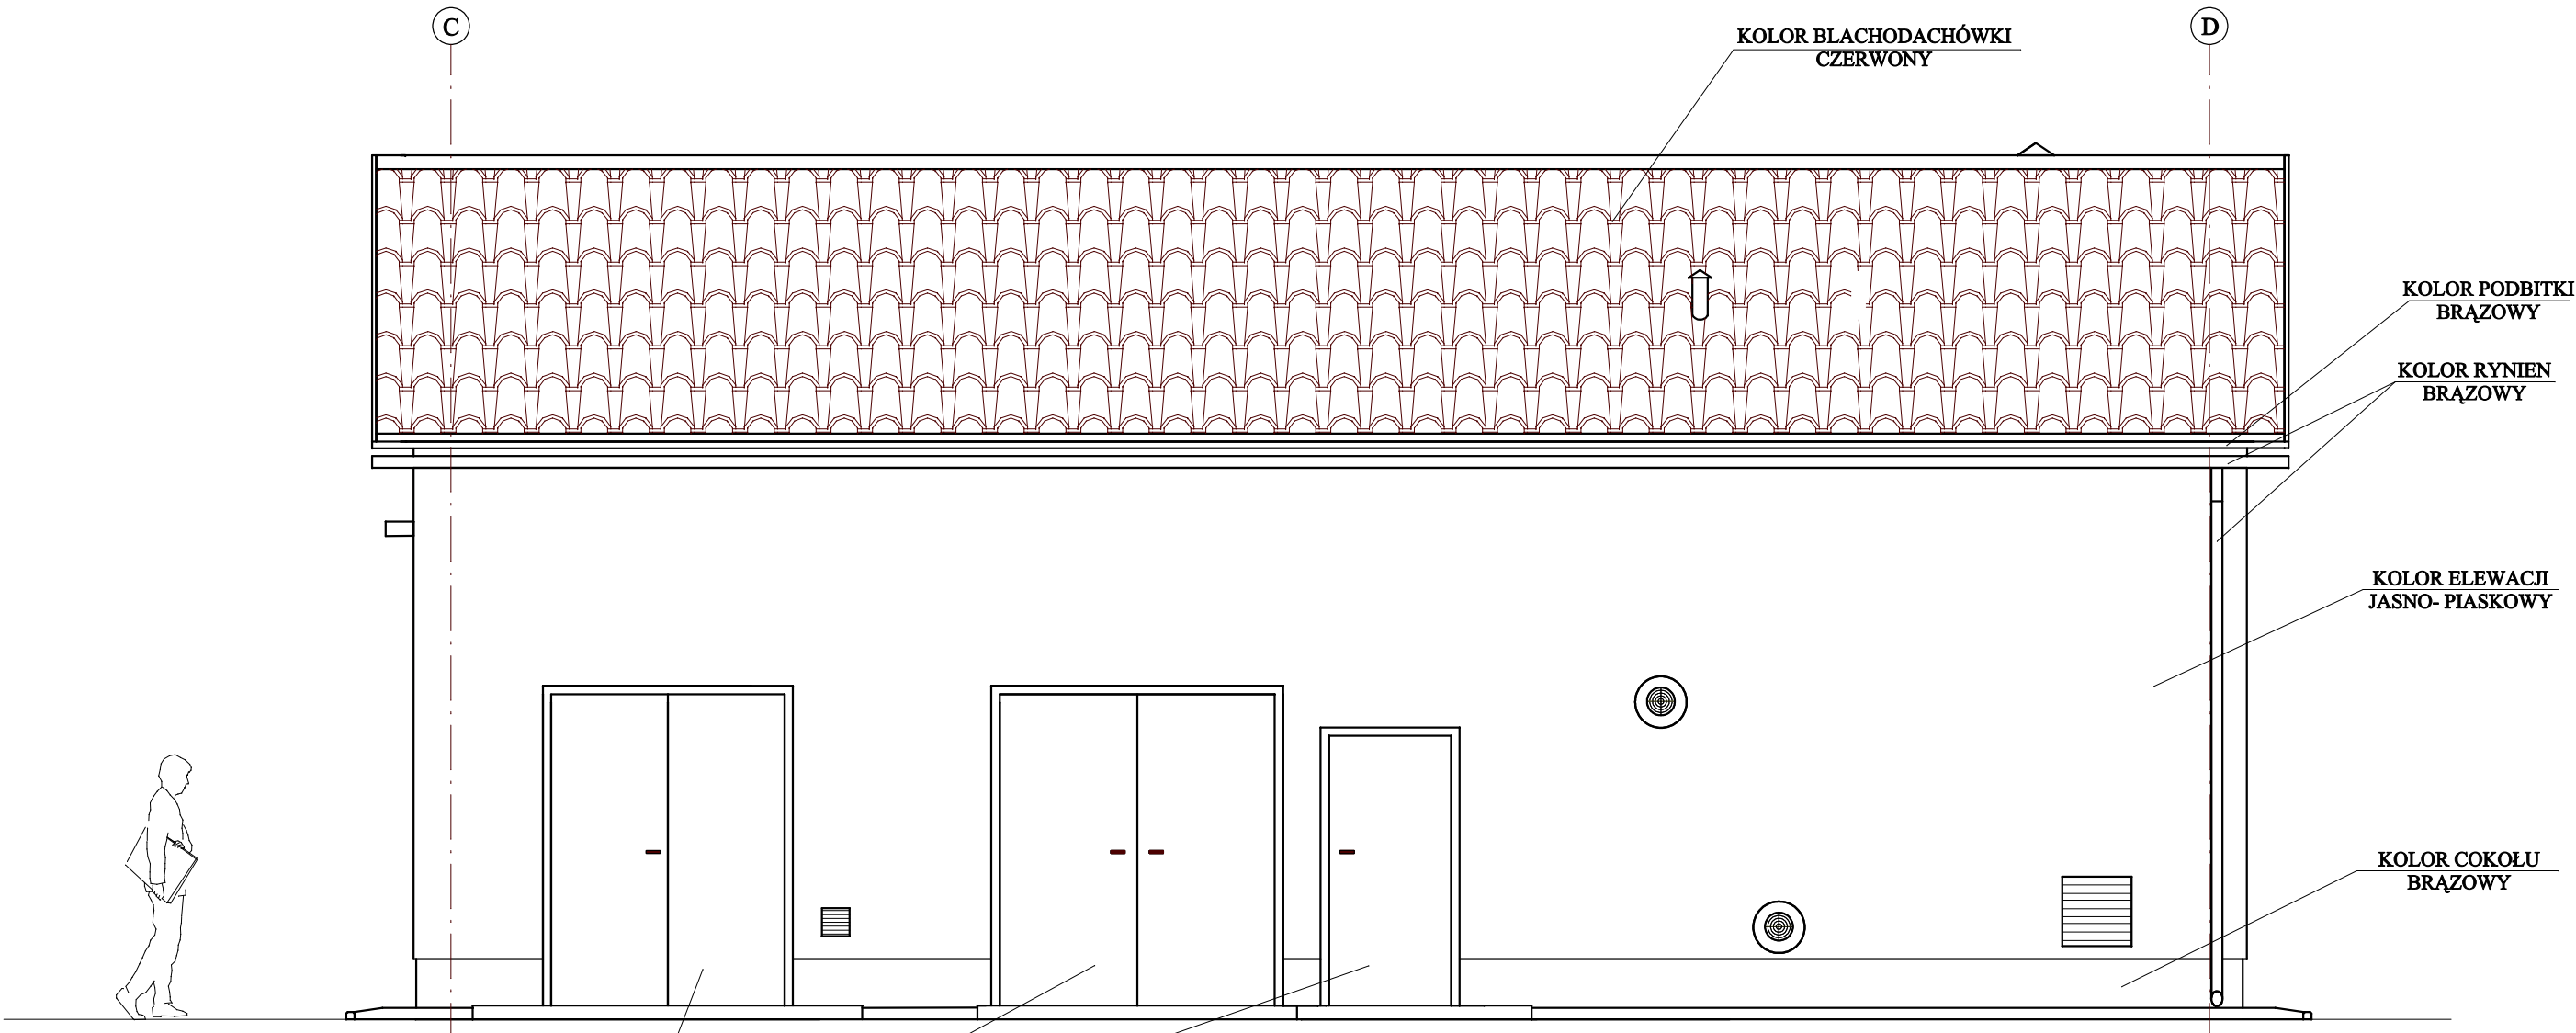 C
D
KOLOR BLACHODACHÓWKI
CZERWONY
KOLOR PODBITKI
BRĄZOWY
KOLOR RYNIEN
BRĄZOWY
KOLOR ELEWACJI
JASNO- PIASKOWY
KOLOR COKOŁU
BRĄZOWY